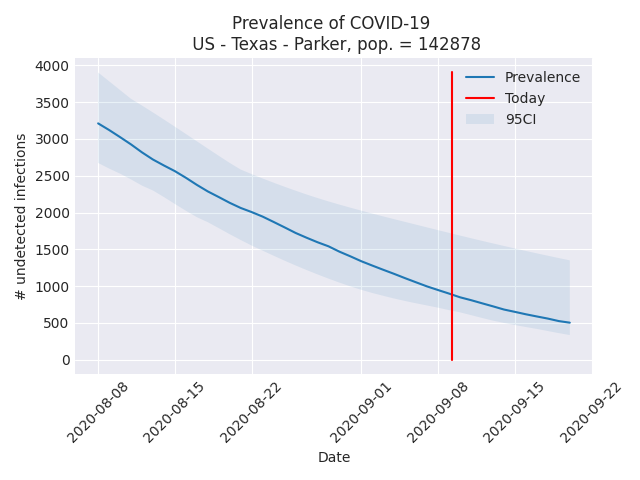 Prevalence of COVID-19
US - Texas - Parker, pop. = 142878
4000
3500
3000
2500
2000
1500
1000
500
0
# undetected infections
Prevalence
Today
95CI
2020-08-08
2020-08-15
2020-08-22
2020-09-01
2020-09-08
2020-09-15
2020-09-22
Date